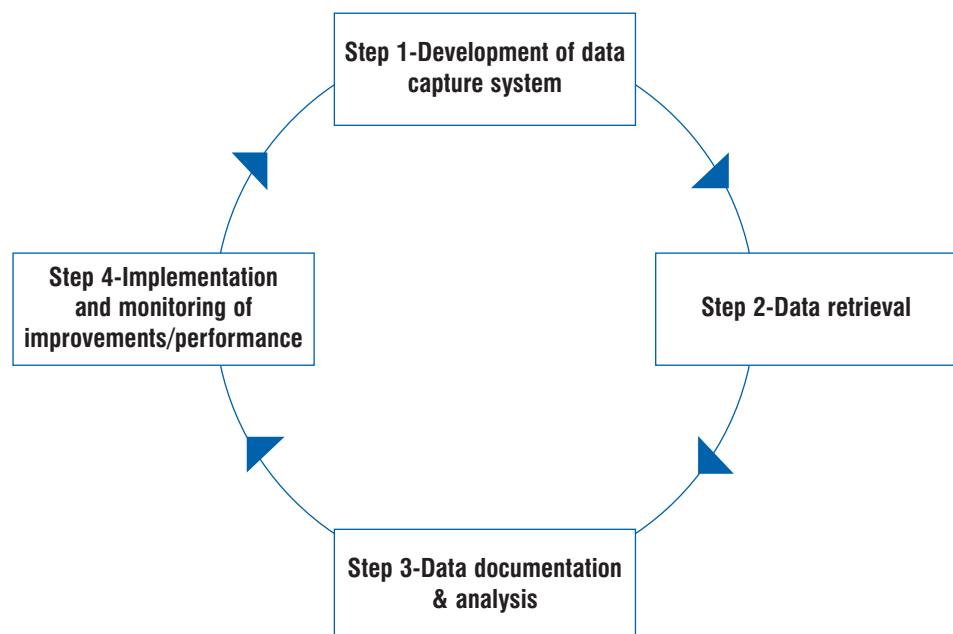 Step 1-Development of data
capture system
Step 2-Data retrieval
Step 3-Data documentation
& analysis
Step 4-Implementation
and monitoring of
improvements/performance